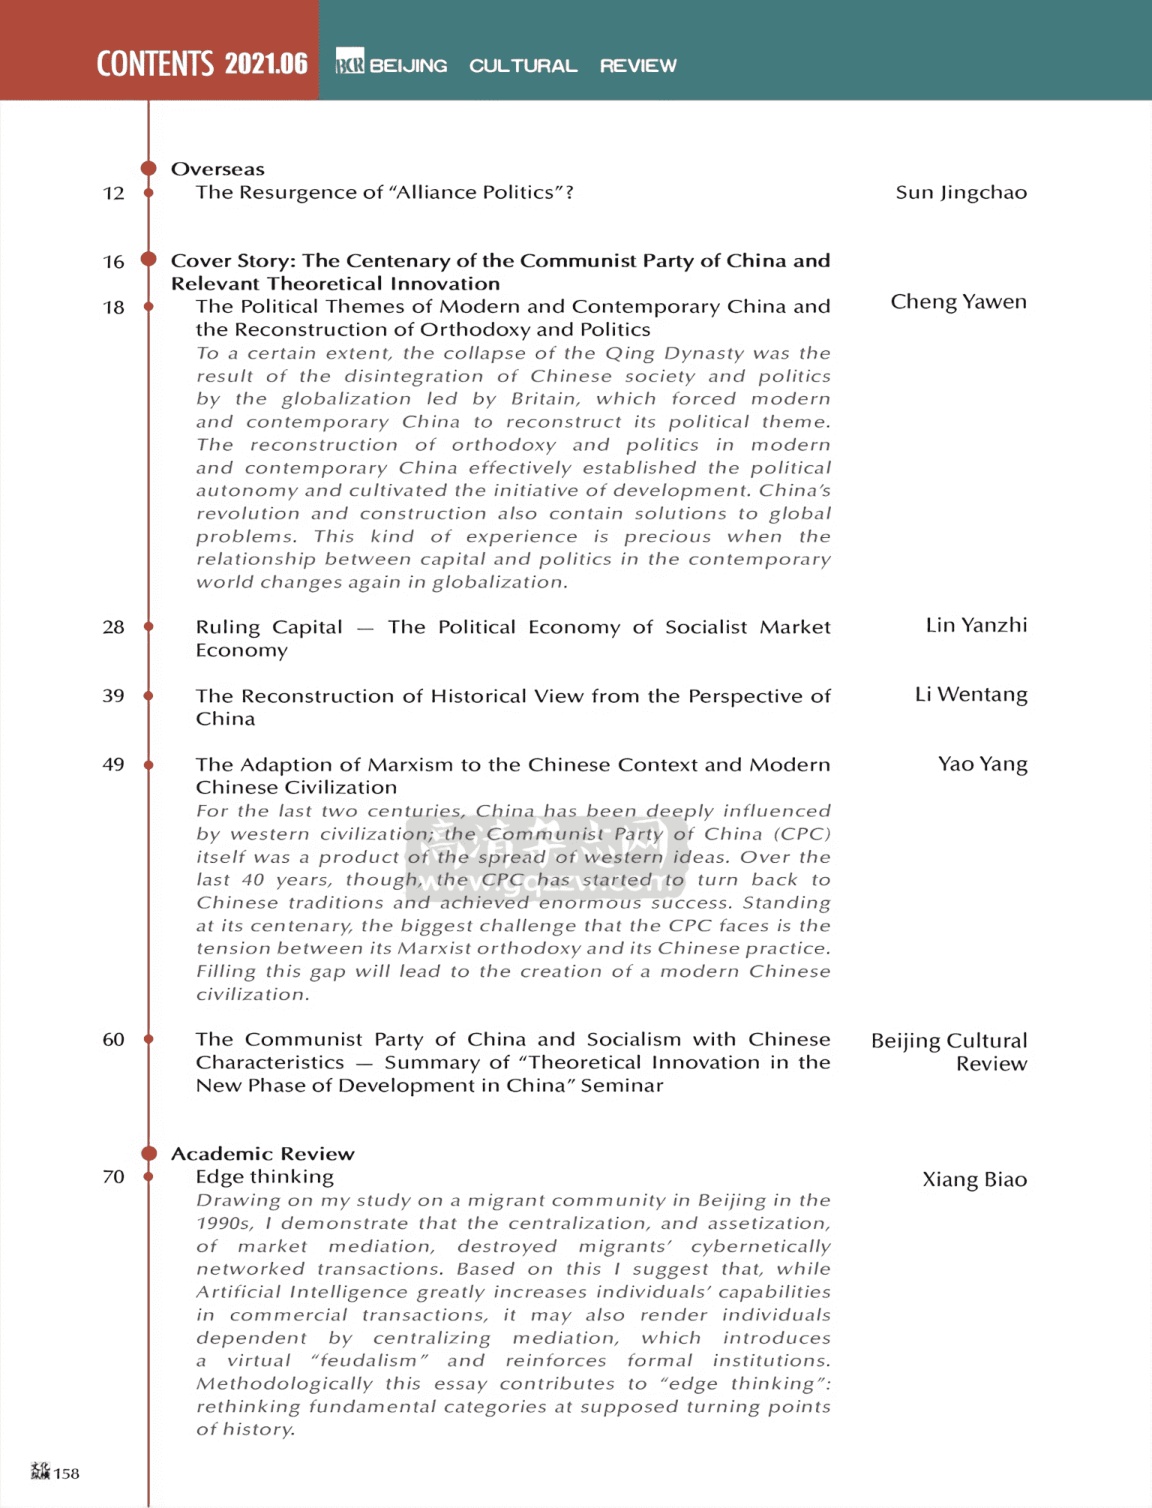 CONTENTS 2021.06
BCR BEIJING CULTURAL REVIEW
Overseas
12 The Resurgence of “Alliance Politics”? Sun Jingchao
16 Cover Story: The Centenary of the Communist Party of China and
Relevant Theoretical Innovation
18 The Political Themes of Modern and Contemporary China and Cheng Yawen
the Reconstruction of Orthodoxy and Politics
To a certain extent, the collapse of the Qing Dynasty was the
result of the disintegration of Chinese society and politics
by the globalization led by Britain, which forced modern
and contemporary China to reconstruct its political theme.
The reconstruction of orthodoxy and politics in modern
and contemporary China effectively established the political
autonomy and cultivated the initiative of development. China’s
revolution and construction also contain solutions to global
problems. This kind of experience is precious when the
relationship between capital and politics in the contemporary
world changes again in globalization.
28 Ruling Capital — The Political Economy of Socialist Market Lin Yanzhi
Economy
39 The Reconstruction of Historical View from the Perspective of Li Wentang
China
49 The Adaption of Marxism to the Chinese Context and Modern Yao Yang
Chinese Civilization
For the last two centuries, China has been deeply influenced
by western civilization; the Communist Party of China (CPC)
itself was a product of the spread of western ideas. Over the
last 40 years, though, the CPC has started to turn back to
Chinese traditions and achieved enormous success. Standing
at its centenary, the biggest challenge that the CPC faces is the
tension between its Marxist orthodoxy and its Chinese practice.
Filling this gap will lead to the creation of a modern Chinese
civilization.
高清杂志网
www.gqzzw.com
60 The Communist Party of China and Socialism with Chinese Beijing Cultural
Characteristics — Summary of “Theoretical Innovation in the Review
New Phase of Development in China” Seminar
Academic Review
70 Edge thinking Xiang Biao
Drawing on my study on a migrant community in Beijing in the
1990s, I demonstrate that the centralization, and assetization,
of market mediation, destroyed migrants’ cybernetically
networked transactions. Based on this I suggest that, while
Artificial Intelligence greatly increases individuals’ capabilities
in commercial transactions, it may also render individuals
dependent by centralizing mediation, which introduces
a virtual “feudalism” and reinforces formal institutions.
Methodologically this essay contributes to “edge thinking”:
rethinking fundamental categories at supposed turning points
of history.
文化
纵横 158